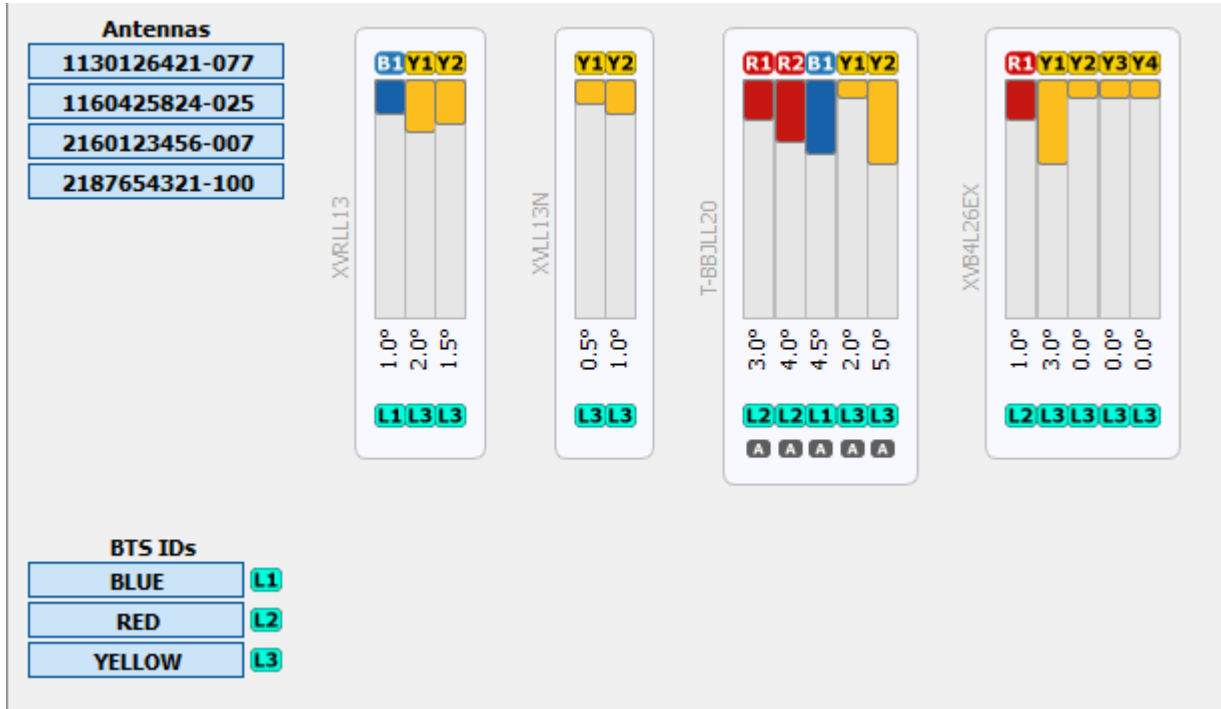 Antennas
1130126421-077
1160425824-025
2160123456-007
2187654321-100
XVRLL13
B1 Y1 Y2
1.0° 2.0° 1.5°
L1 L3 L3
XVLL13N
Y1 Y2
0.5° 1.0°
L3 L3
T-BBJLL20
R1 R2 B1 Y1 Y2
3.0° 4.0° 4.5° 2.0° 5.0°
L2 L2 L1 L3 L3
A A A A A
XVB4L26EX
R1 Y1 Y2 Y3 Y4
1.0° 3.0° 0.0° 0.0° 0.0°
L2 L3 L3 L3 L3
BTS IDs
BLUE L1
RED L2
YELLOW L3